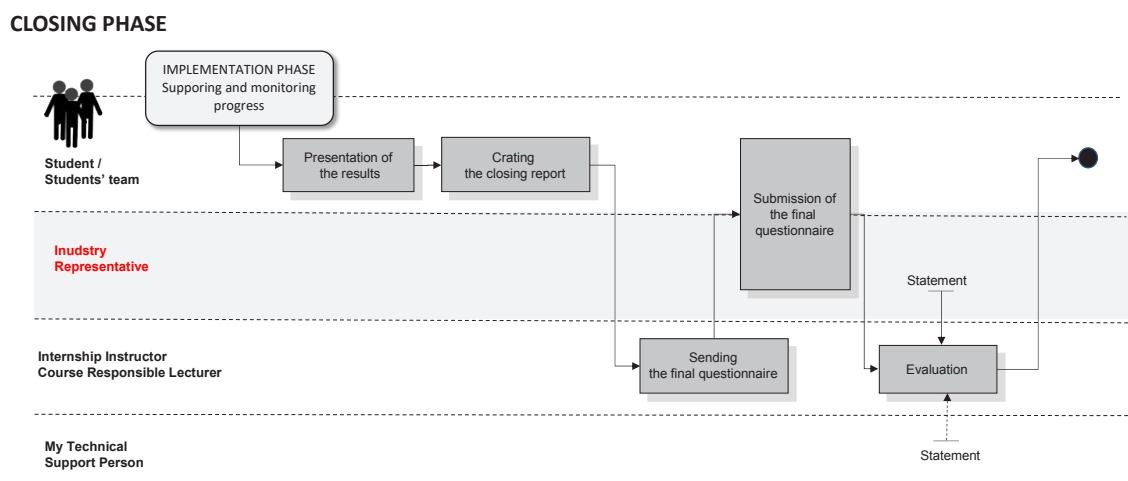 CLOSING PHASE
IMPLEMENTATION PHASE
Supporing and monitoring
progress
Student /
Students' team
Presentation of
the results
Crating
the closing report
Submission of
the final
questionnaire
Inudstry
Representative
Statement
Internship Instructor
Course Responsible Lecturer
Sending
the final questionnaire
Evaluation
My Technical
Support Person
Statement